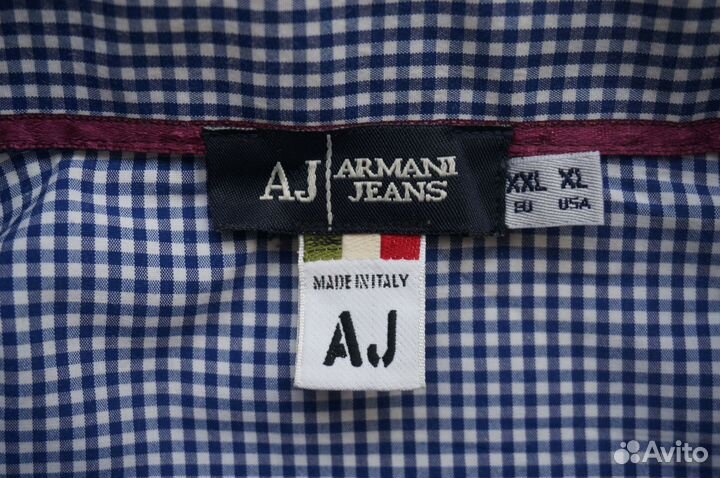 AJ ARMANI JEANS
XXL XL
EU USA
MADE IN ITALY
AJ
Avito